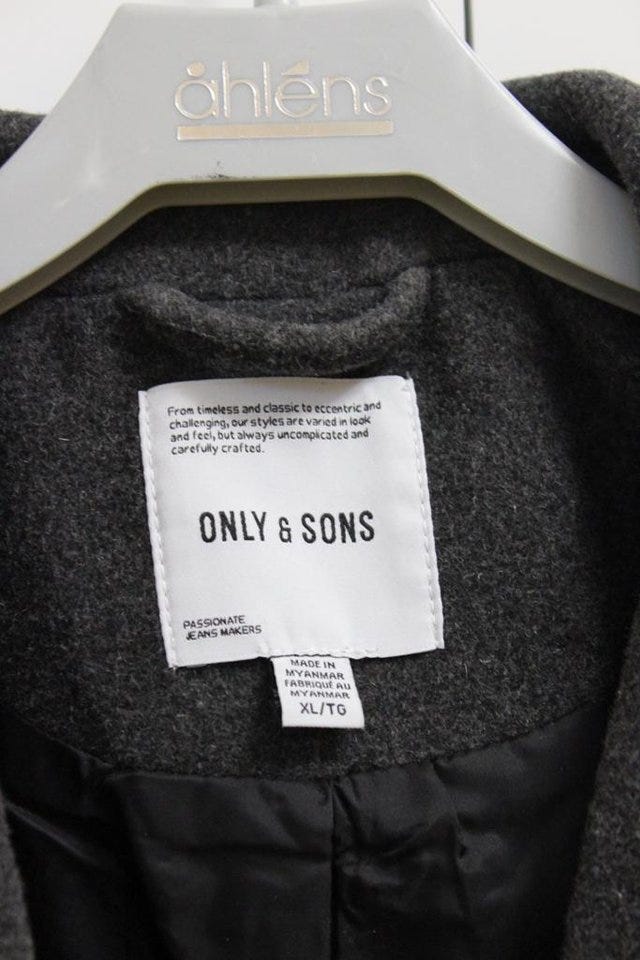 åhléns
From timeless and classic to eccentric and
challenging, our styles are varied in look
and feel, but always uncomplicated and
carefully crafted.
ONLY & SONS
PASSIONATE
JEANS MAKERS
MADE IN
MYANMAR
FABRIQUÉ AU
MYANMAR
XL/TG